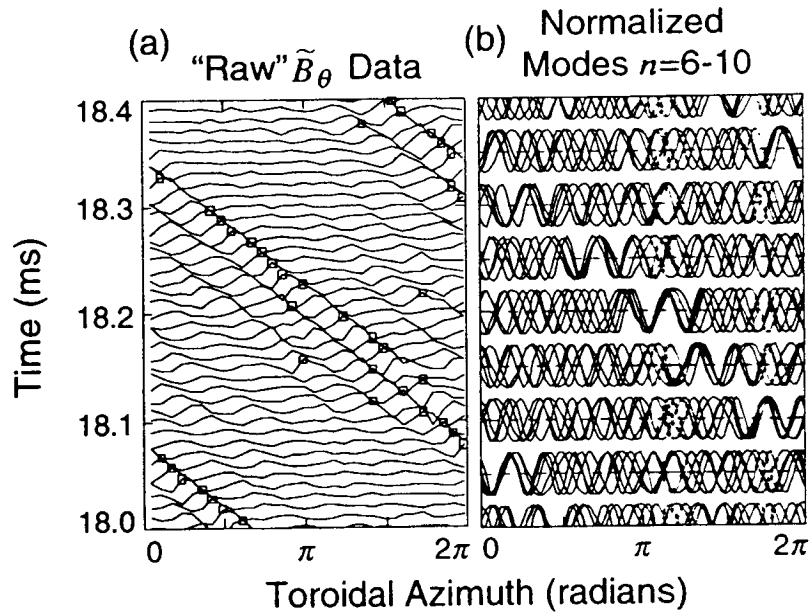 (a)
"Raw" B̃θ Data
(b)
Normalized
Modes n=6-10
Time (ms)
18.4
18.3
18.2
18.1
18.0
0
π
2π
0
π
2π
Toroidal Azimuth (radians)